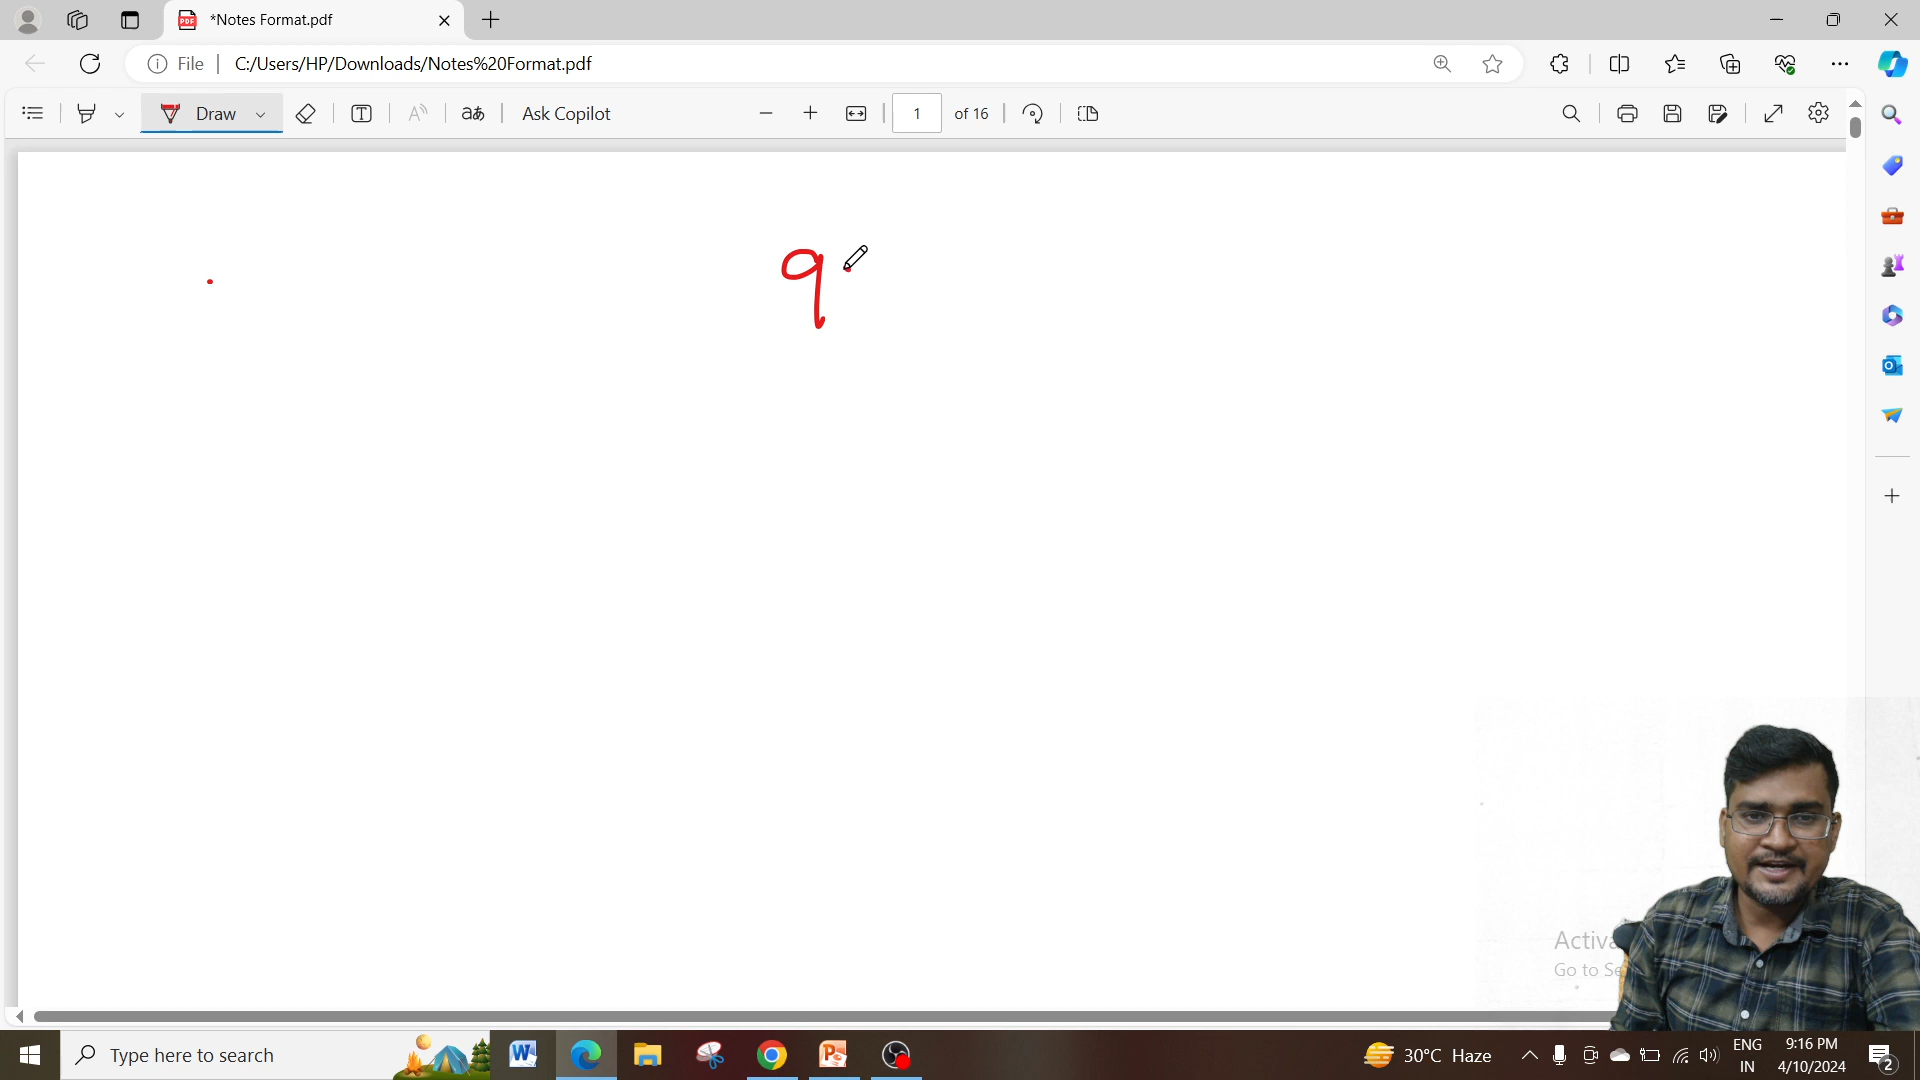 *Notes Format.pdf
File
C:/Users/HP/Downloads/Notes%20Format.pdf
Draw
Ask Copilot
1
of 16
9
Activa
Go to Se
Type here to search
30°C Haze
ENG
IN
9:16 PM
4/10/2024
2